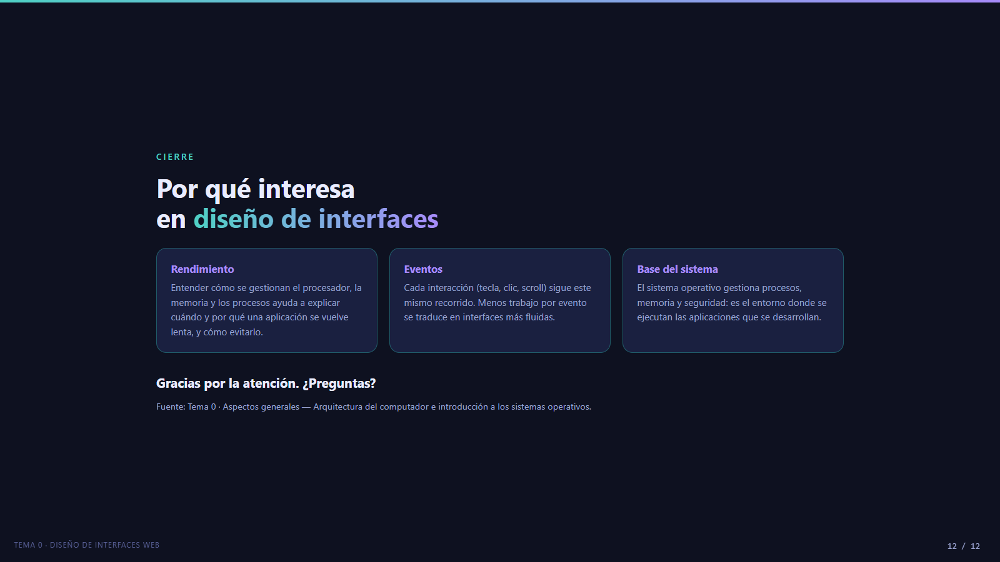 CIERRE
Por qué interesa
en diseño de interfaces
Rendimiento
Entender cómo se gestionan el procesador, la
memoria y los procesos ayuda a explicar
cuándo y por qué una aplicación se vuelve
lenta, y cómo evitarlo.
Eventos
Cada interacción (tecla, clic, scroll) sigue este
mismo recorrido. Menos trabajo por evento
se traduce en interfaces más fluidas.
Base del sistema
El sistema operativo gestiona procesos,
memoria y seguridad: es el entorno donde se
ejecutan las aplicaciones que se desarrollan.
Gracias por la atención. ¿Preguntas?
Fuente: Tema 0 · Aspectos generales — Arquitectura del computador e introducción a los sistemas operativos.
TEMA 0 · DISEÑO DE INTERFACES WEB
12 / 12